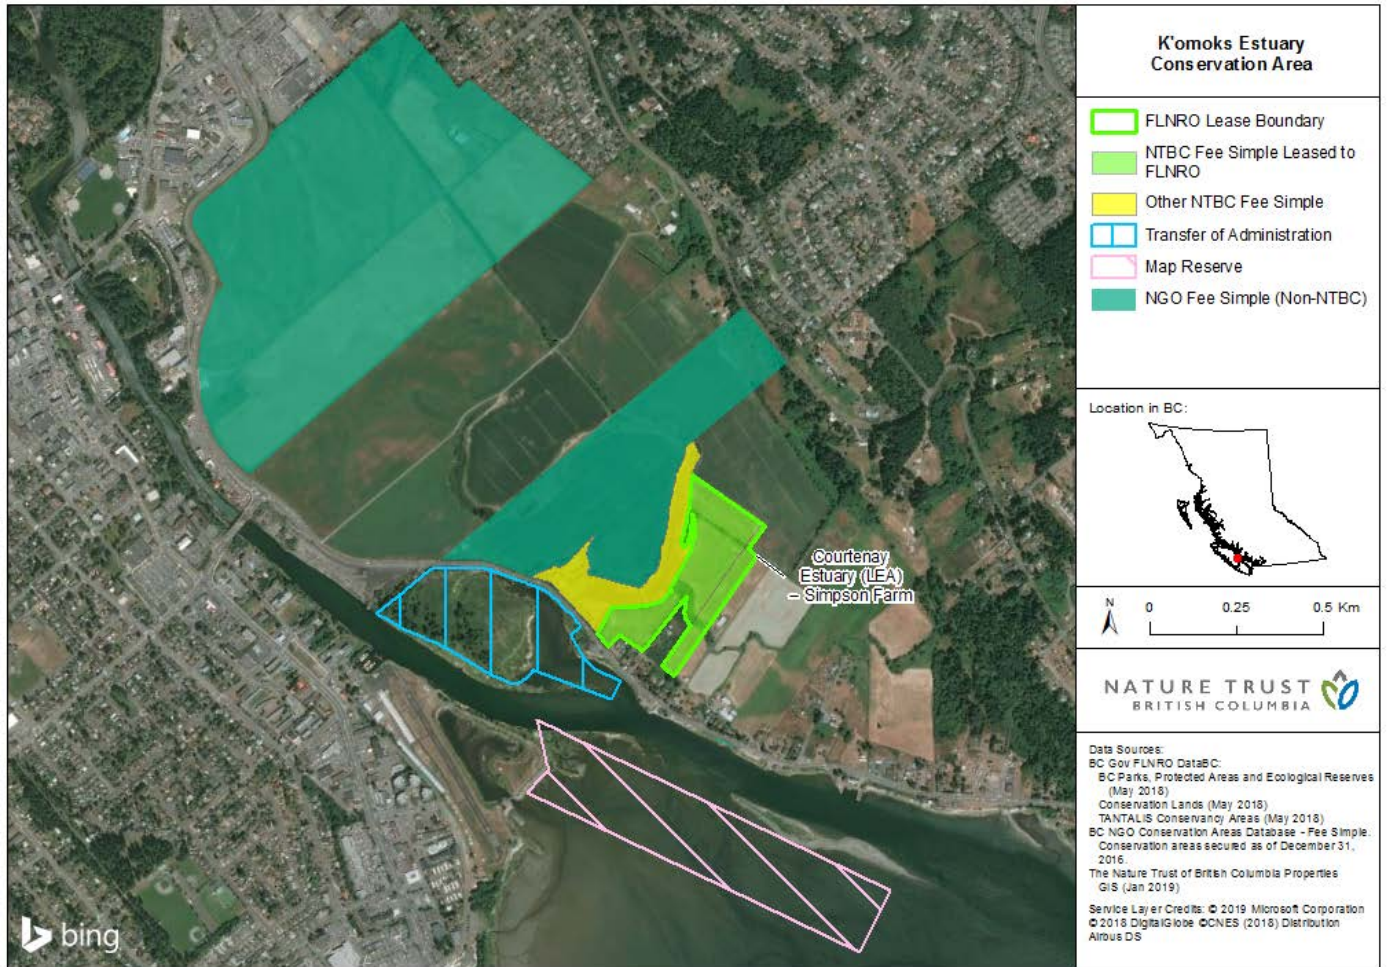 K'omoks Estuary
Conservation Area
FLNRO Lease Boundary
NTBC Fee Simple Leased to
FLNRO
Other NTBC Fee Simple
Transfer of Administration
Map Reserve
NGO Fee Simple (Non-NTBC)
Location in BC:
N
0 0.25 0.5 Km
NATURE TRUST
BRITISH COLUMBIA
Data Sources:
BC Gov FLNRO DataBC:
BC Parks, Protected Areas and Ecological Reserves
(May 2018)
Conservation Lands (May 2018)
TANTALIS Conservancy Areas (May 2018)
BC NGO Conservation Areas Database - Fee Simple.
Conservation areas secured as of December 31,
2016.
The Nature Trust of British Columbia Properties
GIS (Jan 2019)
Service Layer Credits: © 2019 Microsoft Corporation
© 2018 DigitalGlobe ©CNES (2018) Distribution
Airbus DS
Courtenay
Estuary (LEA)
– Simpson Farm
bing